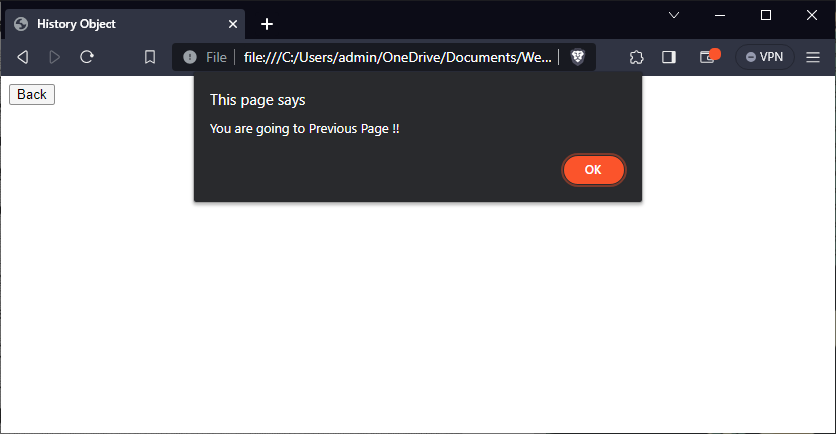 History Object
File
file:///C:/Users/admin/OneDrive/Documents/We...
VPN
Back
This page says
You are going to Previous Page !!
OK